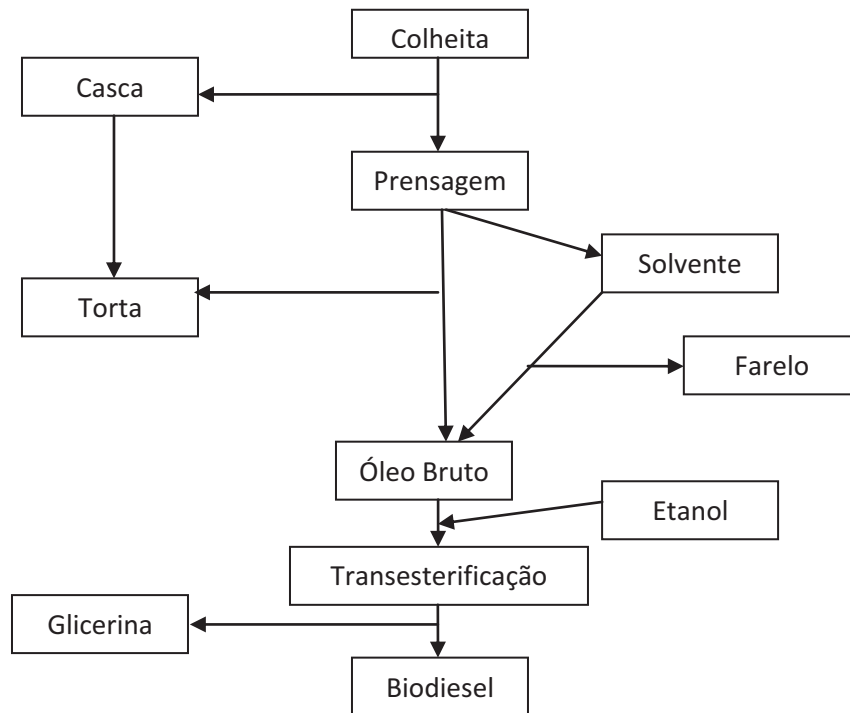 Colheita
Casca
Prensagem
Solvente
Torta
Farelo
Óleo Bruto
Etanol
Transesterificação
Glicerina
Biodiesel